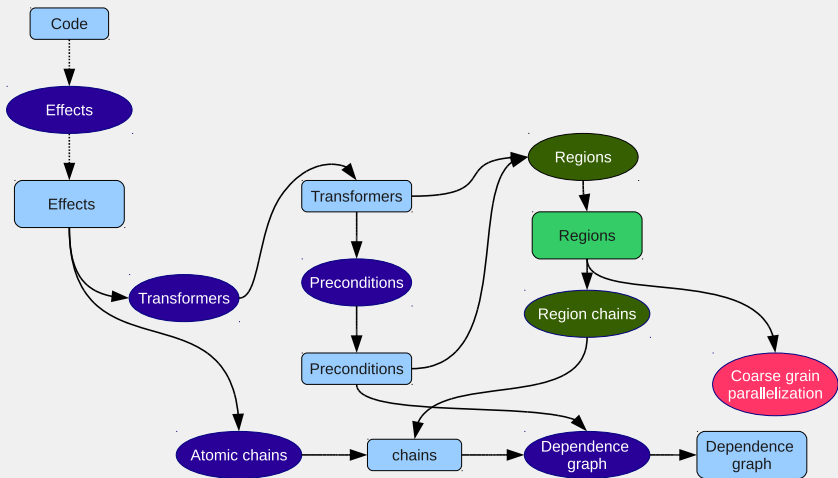 Code
Effects
Effects
Transformers
Atomic chains
Transformers
Preconditions
Preconditions
chains
Regions
Regions
Region chains
Dependence
graph
Coarse grain
parallelization
Dependence
graph